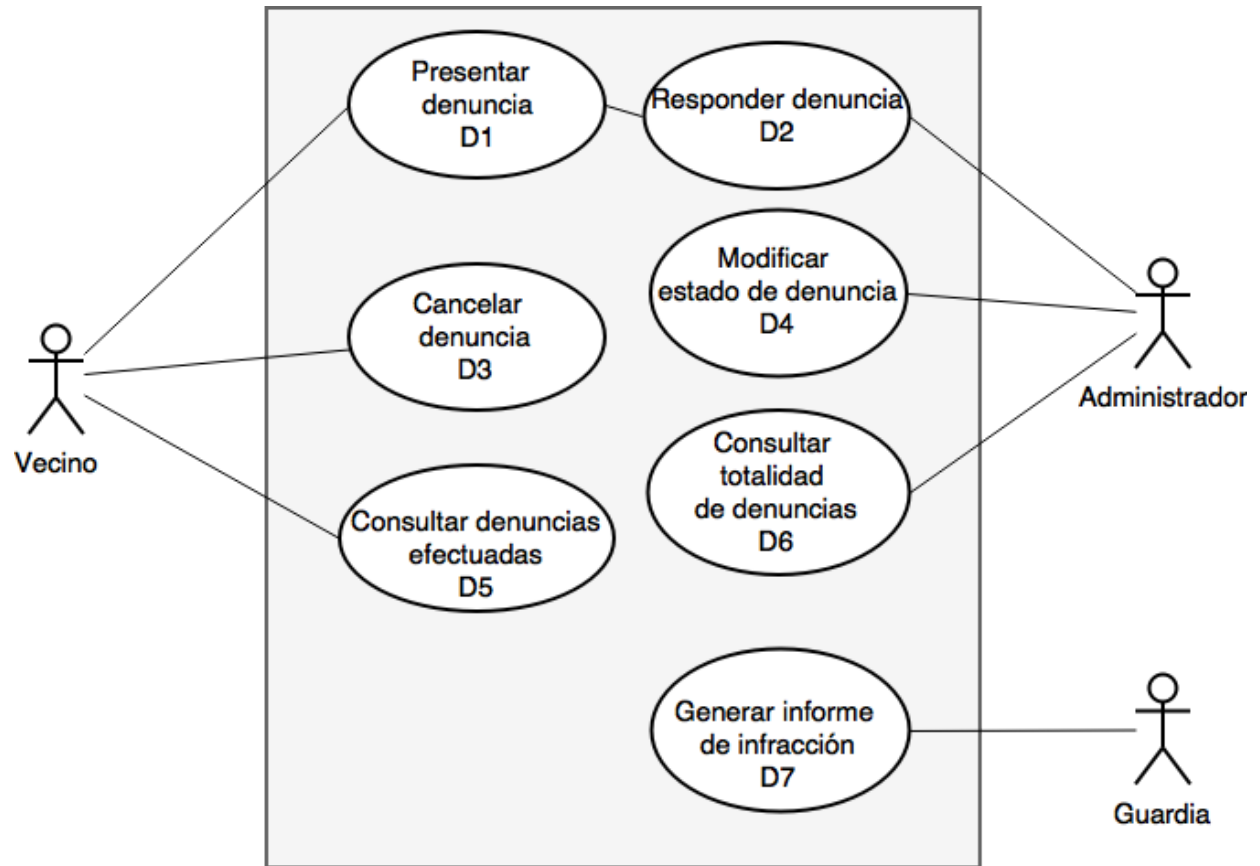 Presentar
denuncia
D1
Responder denuncia
D2
Cancelar
denuncia
D3
Modificar
estado de denuncia
D4
Consultar denuncias
efectuadas
D5
Consultar
totalidad
de denuncias
D6
Generar informe
de infracción
D7
Vecino
Administrador
Guardia